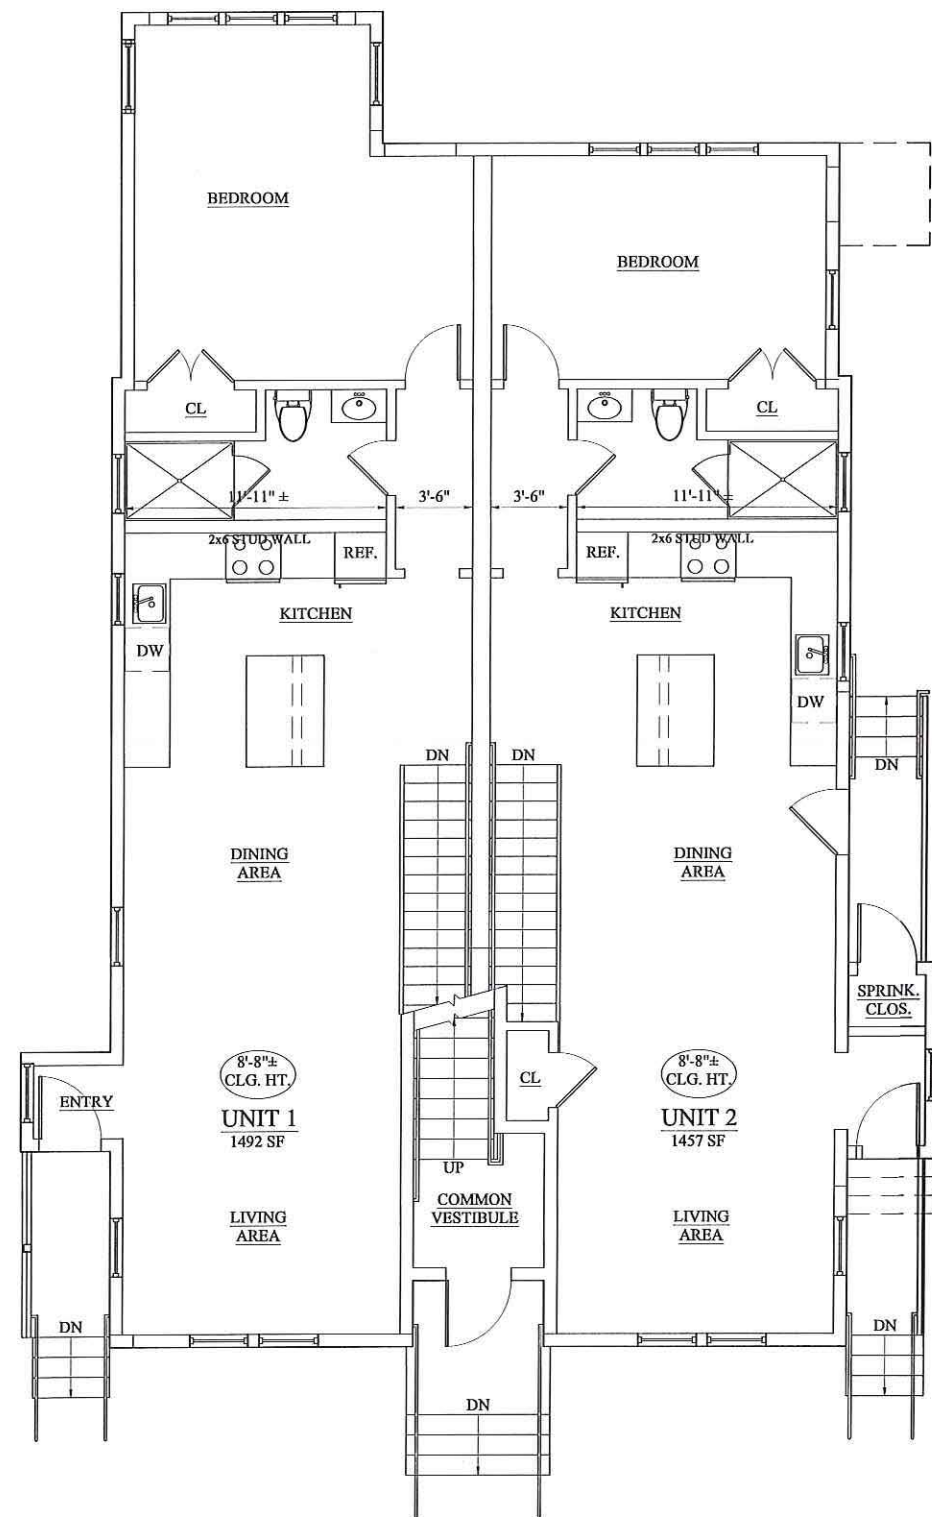 BEDROOM
BEDROOM
CL
CL
11'-11" ±
3'-6"
3'-6"
11'-11" ±
2x6 STUD WALL
REF.
REF.
2x6 STUD WALL
KITCHEN
KITCHEN
DW
DW
DN
DN
DN
DINING
AREA
DINING
AREA
SPRINK.
CLOS.
8'-8"±
CLG. HT.
CL
8'-8"±
CLG. HT.
ENTRY
UNIT 1
1492 SF
UNIT 2
1457 SF
UP
COMMON
VESTIBULE
LIVING
AREA
LIVING
AREA
DN
DN
DN